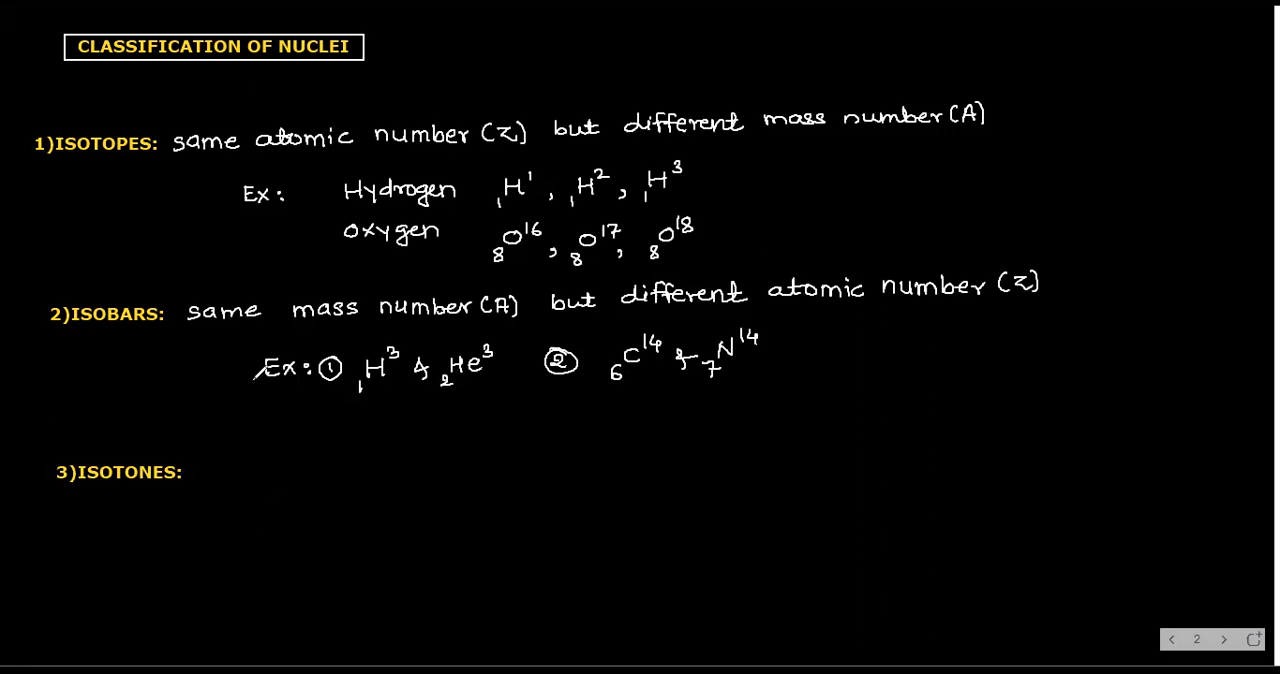 CLASSIFICATION OF NUCLEI
1)ISOTOPES: same atomic number (Z) but different mass number (A)
Ex: Hydrogen ₁H¹, ₁H², ₁H³
Oxygen ₈O¹⁶, ₈O¹⁷, ₈O¹⁸
2)ISOBARS: same mass number (A) but different atomic number (Z)
Ex: ① ₁H³ & ₂He³ ② ₆C¹⁴ & ₇N¹⁴
3)ISOTONES:
< 2 >